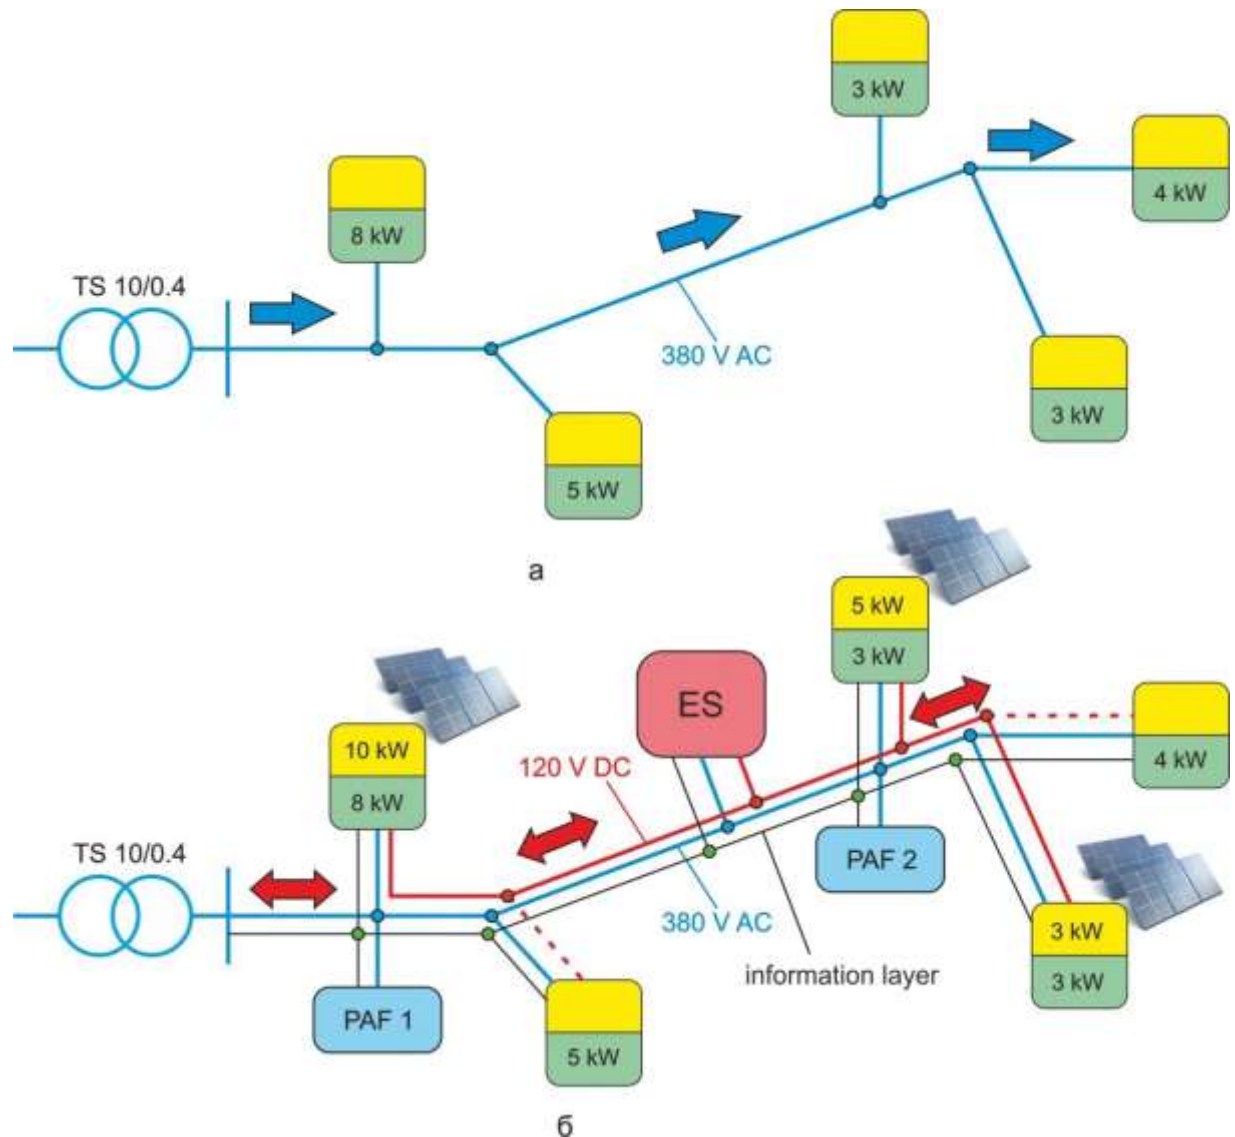 3 kW
4 kW
8 kW
TS 10/0.4
380 V AC
3 kW
5 kW
а
5 kW
3 kW
ES
10 kW
120 V DC
4 kW
8 kW
TS 10/0.4
PAF 2
380 V AC
3 kW
information layer
3 kW
PAF 1
5 kW
б